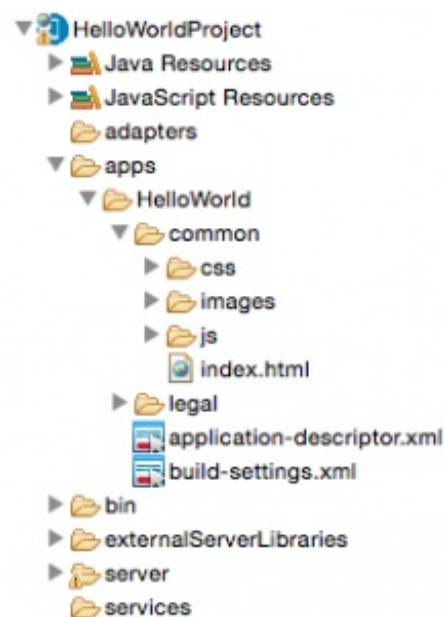 HelloWorldProject
Java Resources
JavaScript Resources
adapters
apps
HelloWorld
common
css
images
js
index.html
legal
application-descriptor.xml
build-settings.xml
bin
externalServerLibraries
server
services